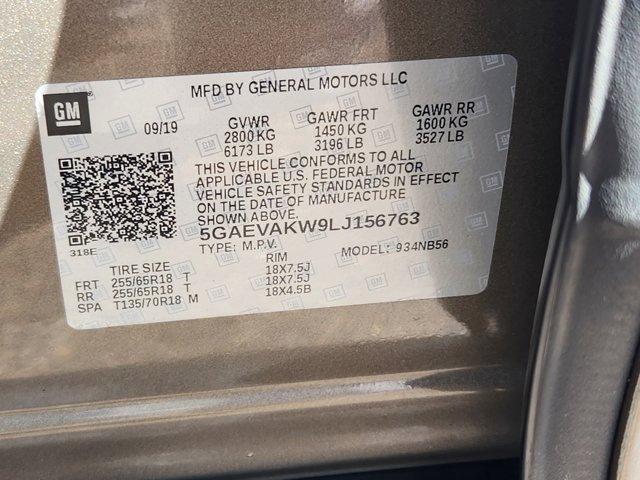 MFD BY GENERAL MOTORS LLC
GM
09/19
GVWR GAWR FRT GAWR RR
2800 KG 1450 KG 1600 KG
6173 LB 3196 LB 3527 LB
THIS VEHICLE CONFORMS TO ALL
APPLICABLE U.S. FEDERAL MOTOR
VEHICLE SAFETY STANDARDS IN EFFECT
ON THE DATE OF MANUFACTURE
SHOWN ABOVE.
5GAEVAKW9LJ156763
318E
TYPE: M.P.V. MODEL: 934NB56
TIRE SIZE RIM
FRT 255/65R18 T 18X7.5J
RR 255/65R18 T 18X7.5J
SPA T135/70R18 M 18X4.5B